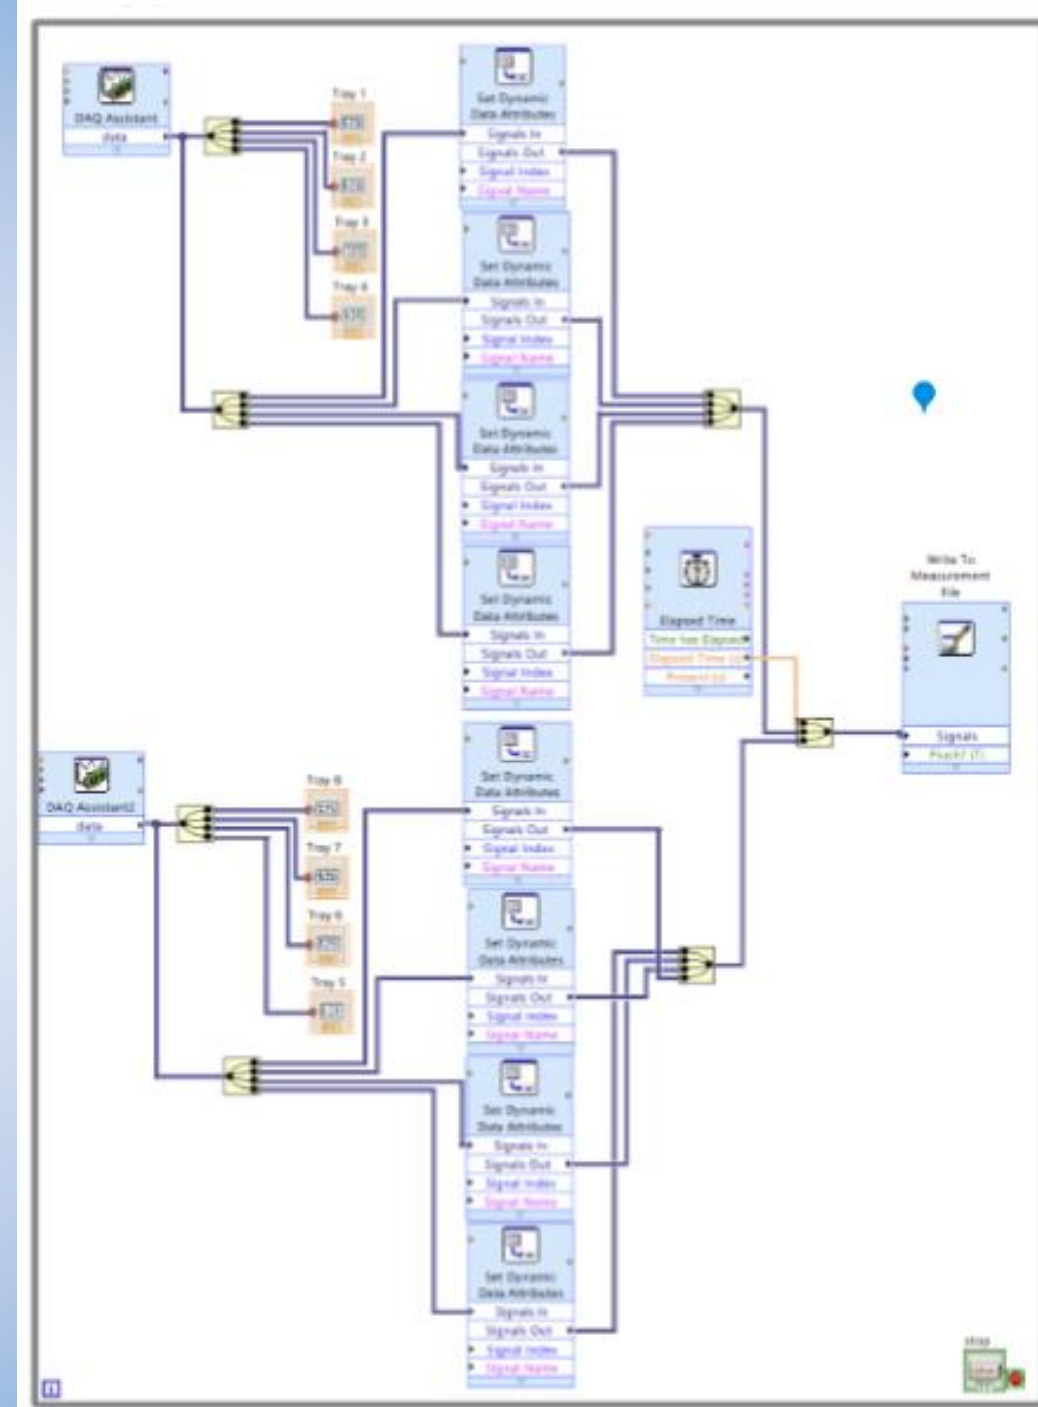 DAQ Assistant
data
Tray 1
Tray 2
Tray 3
Tray 4
Set Dynamic
Data Attributes
Signals In
Signals Out
Signal Index
Signal Name
Set Dynamic
Data Attributes
Signals In
Signals Out
Signal Index
Signal Name
Set Dynamic
Data Attributes
Signals In
Signals Out
Signal Index
Signal Name
Set Dynamic
Data Attributes
Signals In
Signals Out
Signal Index
Signal Name
Elapsed Time
Time has Elapsed
Elapsed Time (s)
Present (s)
Write To
Measurement
File
Signals
DAQ Assistant2
data
Tray 7
Tray 5
Set Dynamic
Data Attributes
Signals In
Signals Out
Signal Index
Signal Name
Set Dynamic
Data Attributes
Signals In
Signals Out
Signal Index
Signal Name
Set Dynamic
Data Attributes
Signals In
Signals Out
Signal Index
Signal Name
Set Dynamic
Data Attributes
Signals In
Signals Out
Signal Index
Signal Name
stop
i